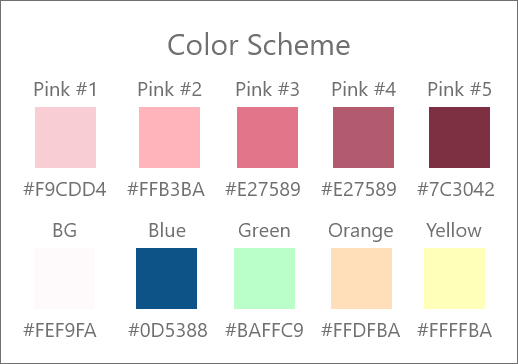 Color Scheme
Pink #1 Pink #2 Pink #3 Pink #4 Pink #5
#F9CDD4 #FFB3BA #E27589 #E27589 #7C3042
BG Blue Green Orange Yellow
#FEF9FA #0D5388 #BAFFC9 #FFDFBA #FFFFBA